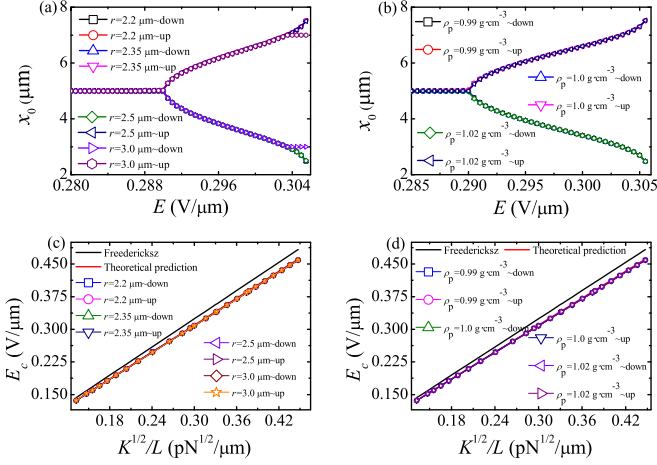 (a)
r=2.2 μm~down
r=2.2 μm~up
r=2.35 μm~down
r=2.35 μm~up
r=2.5 μm~down
r=2.5 μm~up
r=3.0 μm~down
r=3.0 μm~up
8
6
4
2
x₀ (μm)
0.280 0.288 0.296 0.304
E (V/μm)
(b)
ρp=0.99 g·cm⁻³~down
ρp=0.99 g·cm⁻³~up
ρp=1.0 g·cm⁻³~down
ρp=1.0 g·cm⁻³~up
ρp=1.02 g·cm⁻³~down
ρp=1.02 g·cm⁻³~up
8
6
4
2
x₀ (μm)
0.285 0.290 0.295 0.300 0.305
E (V/μm)
(c)
Freedericksz
Theoretical prediction
r=2.2 μm~down
r=2.2 μm~up
r=2.35 μm~down
r=2.35 μm~up
r=2.5 μm~down
r=2.5 μm~up
r=3.0 μm~down
r=3.0 μm~up
0.450
0.375
0.300
0.225
0.150
E_c (V/μm)
0.18 0.24 0.30 0.36 0.42
K^1/2/L (pN^1/2/μm)
(d)
Freedericksz Theoretical prediction
ρp=0.99 g·cm⁻³~down
ρp=0.99 g·cm⁻³~up
ρp=1.0 g·cm⁻³~down
ρp=1.0 g·cm⁻³~up
ρp=1.02 g·cm⁻³~down
ρp=1.02 g·cm⁻³~up
0.450
0.375
0.300
0.225
0.150
E_c (V/μm)
0.18 0.24 0.30 0.36 0.42
K^1/2/L (pN^1/2/μm)